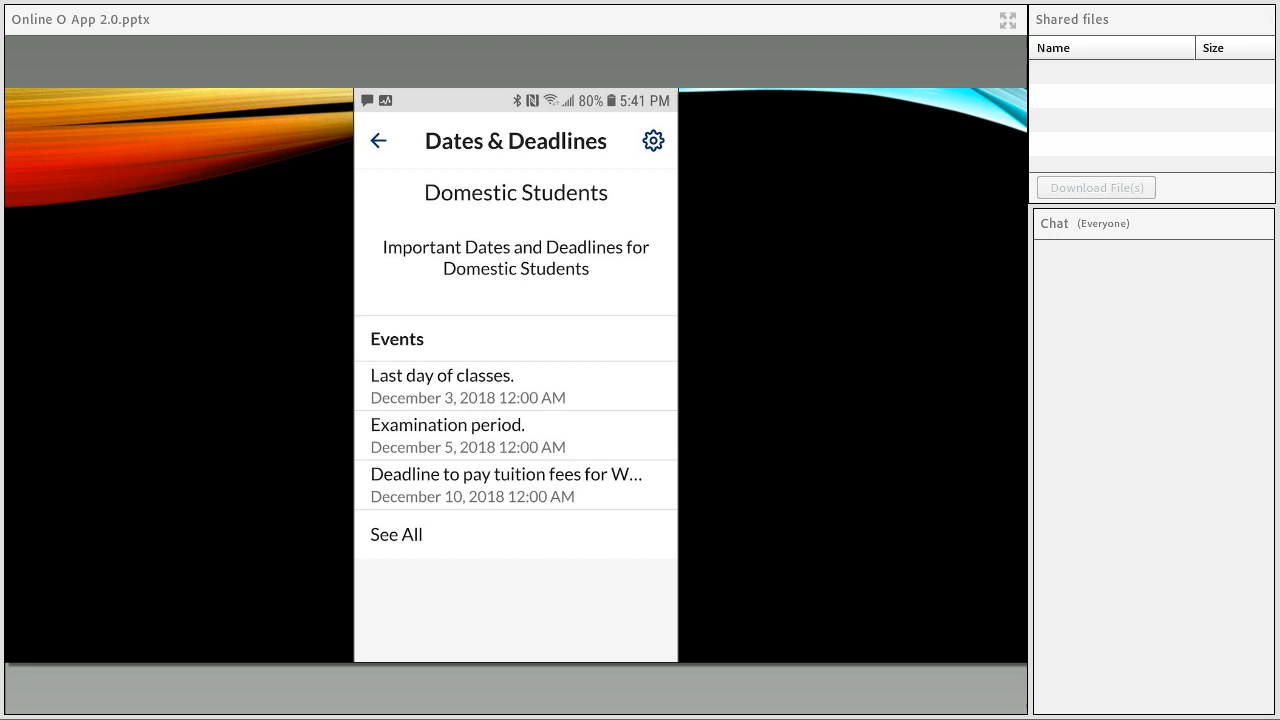 Online O App 2.0.pptx
80% 5:41 PM
Dates & Deadlines
Domestic Students
Important Dates and Deadlines for
Domestic Students
Events
Last day of classes.
December 3, 2018 12:00 AM
Examination period.
December 5, 2018 12:00 AM
Deadline to pay tuition fees for W...
December 10, 2018 12:00 AM
See All
Shared files
Name Size
Download File(s)
Chat (Everyone)